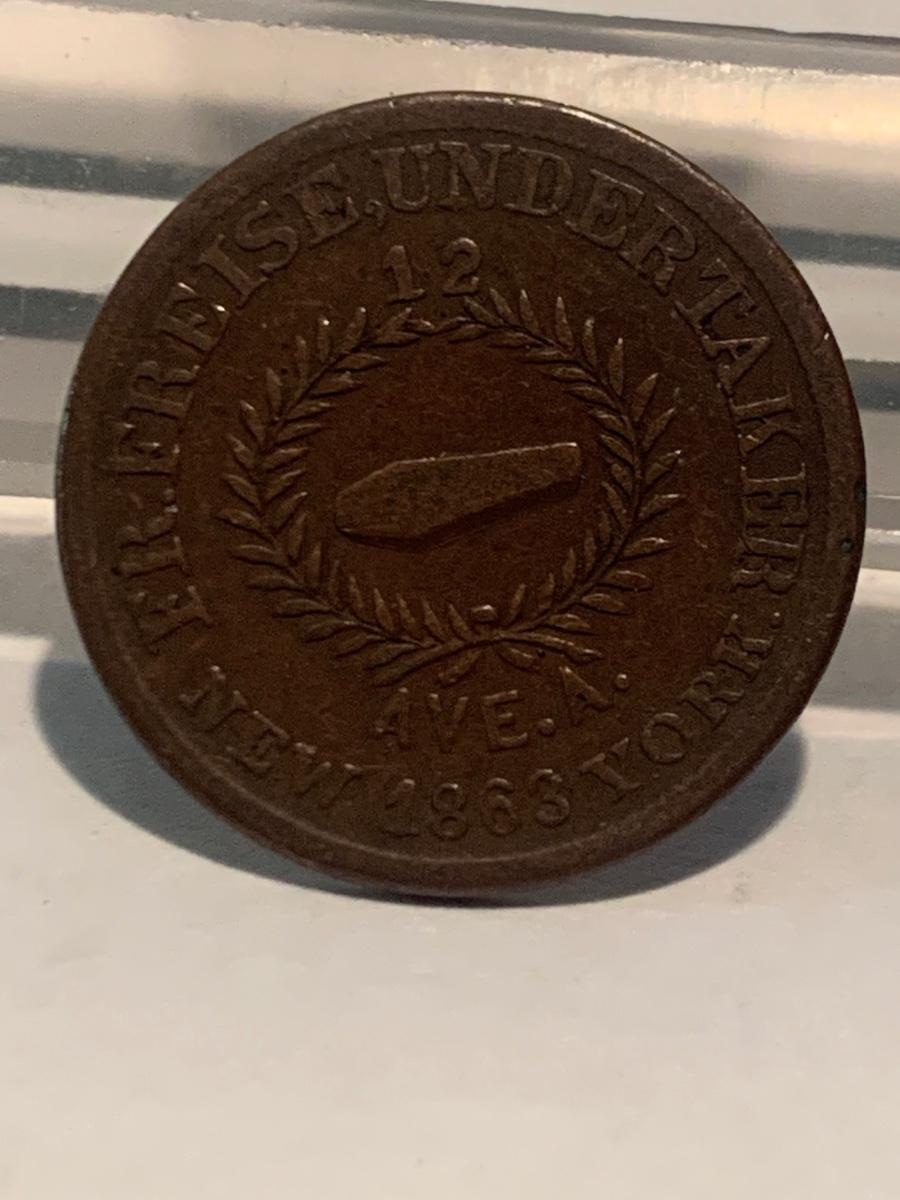 FR. FREISE, UNDERTAKER.
12
AVE. A.
NEW 1863 YORK